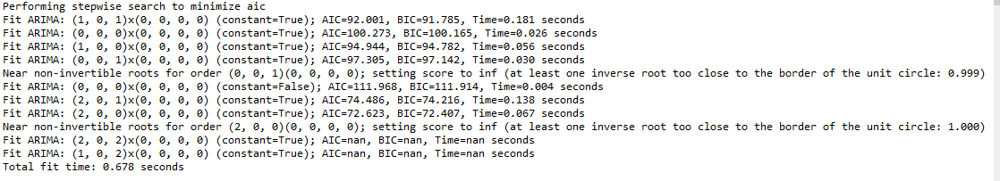 Performing stepwise search to minimize aic
Fit ARIMA: (1, 0, 1)x(0, 0, 0, 0) (constant=True); AIC=92.001, BIC=91.785, Time=0.181 seconds
Fit ARIMA: (0, 0, 0)x(0, 0, 0, 0) (constant=True); AIC=100.273, BIC=100.165, Time=0.026 seconds
Fit ARIMA: (1, 0, 0)x(0, 0, 0, 0) (constant=True); AIC=94.944, BIC=94.782, Time=0.056 seconds
Fit ARIMA: (0, 0, 1)x(0, 0, 0, 0) (constant=True); AIC=97.305, BIC=97.142, Time=0.030 seconds
Near non-invertible roots for order (0, 0, 1)(0, 0, 0, 0); setting score to inf (at least one inverse root too close to the border of the unit circle: 0.999)
Fit ARIMA: (0, 0, 0)x(0, 0, 0, 0) (constant=False); AIC=111.968, BIC=111.914, Time=0.004 seconds
Fit ARIMA: (2, 0, 1)x(0, 0, 0, 0) (constant=True); AIC=74.486, BIC=74.216, Time=0.138 seconds
Fit ARIMA: (2, 0, 0)x(0, 0, 0, 0) (constant=True); AIC=72.623, BIC=72.407, Time=0.067 seconds
Near non-invertible roots for order (2, 0, 0)(0, 0, 0, 0); setting score to inf (at least one inverse root too close to the border of the unit circle: 1.000)
Fit ARIMA: (2, 0, 2)x(0, 0, 0, 0) (constant=True); AIC=nan, BIC=nan, Time=nan seconds
Fit ARIMA: (1, 0, 2)x(0, 0, 0, 0) (constant=True); AIC=nan, BIC=nan, Time=nan seconds
Total fit time: 0.678 seconds